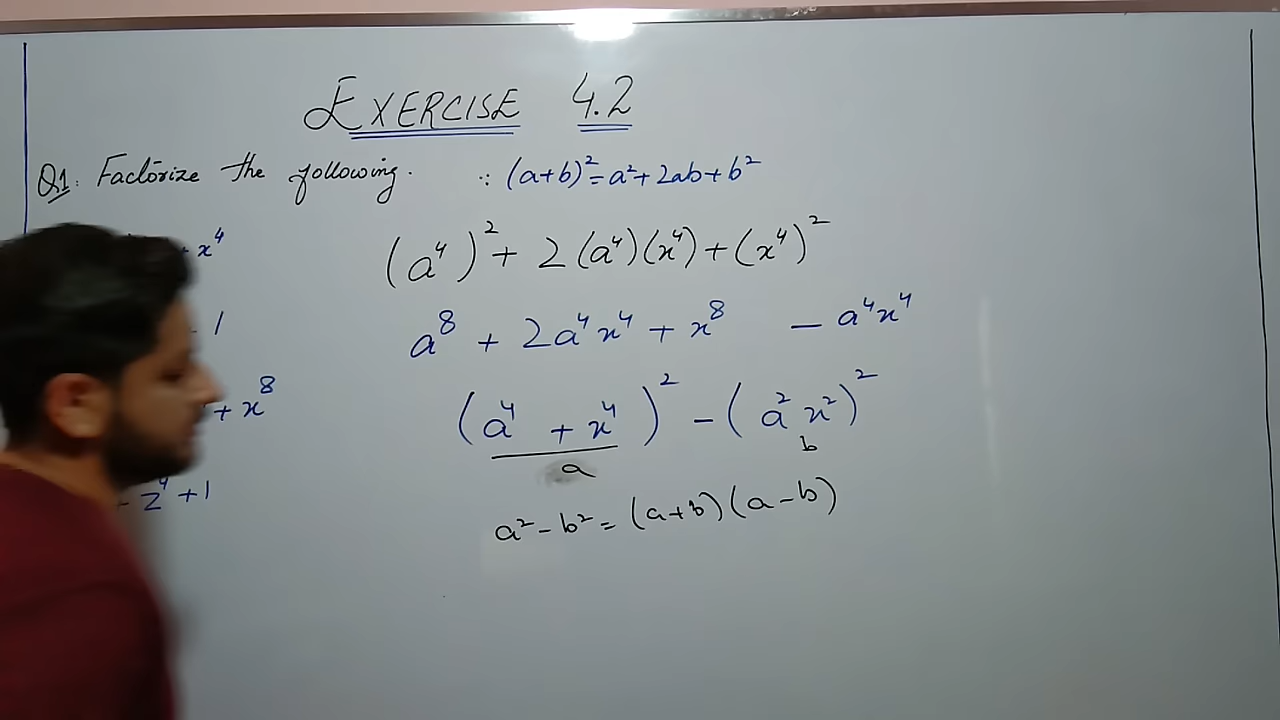 EXERCISE 4.2
Q1. Factorize the following. ∵ (a+b)² = a² + 2ab + b²
x⁴
(a⁴)² + 2(a⁴)(x⁴) + (x⁴)²
1
a⁸ + 2a⁴x⁴ + x⁸ - a⁴x⁴
+ x⁸
(a⁴ + x⁴)² - (a²x²)²
a b
z⁴ + 1
a² - b² = (a+b)(a-b)